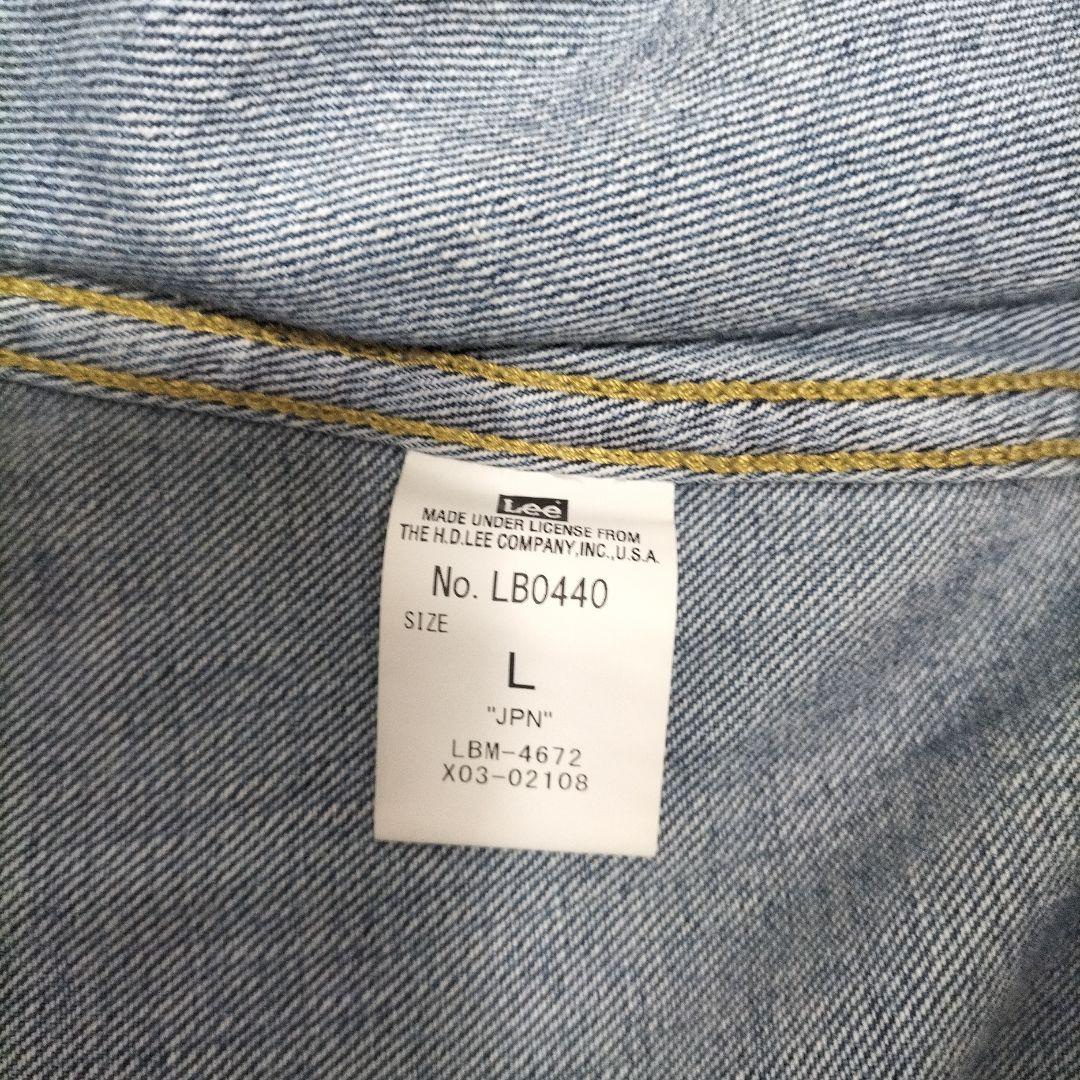 Lee
MADE UNDER LICENSE FROM
THE H.D.LEE COMPANY,INC.,U.S.A.
No. LB0440
SIZE
L
"JPN"
LBM-4672
X03-02108